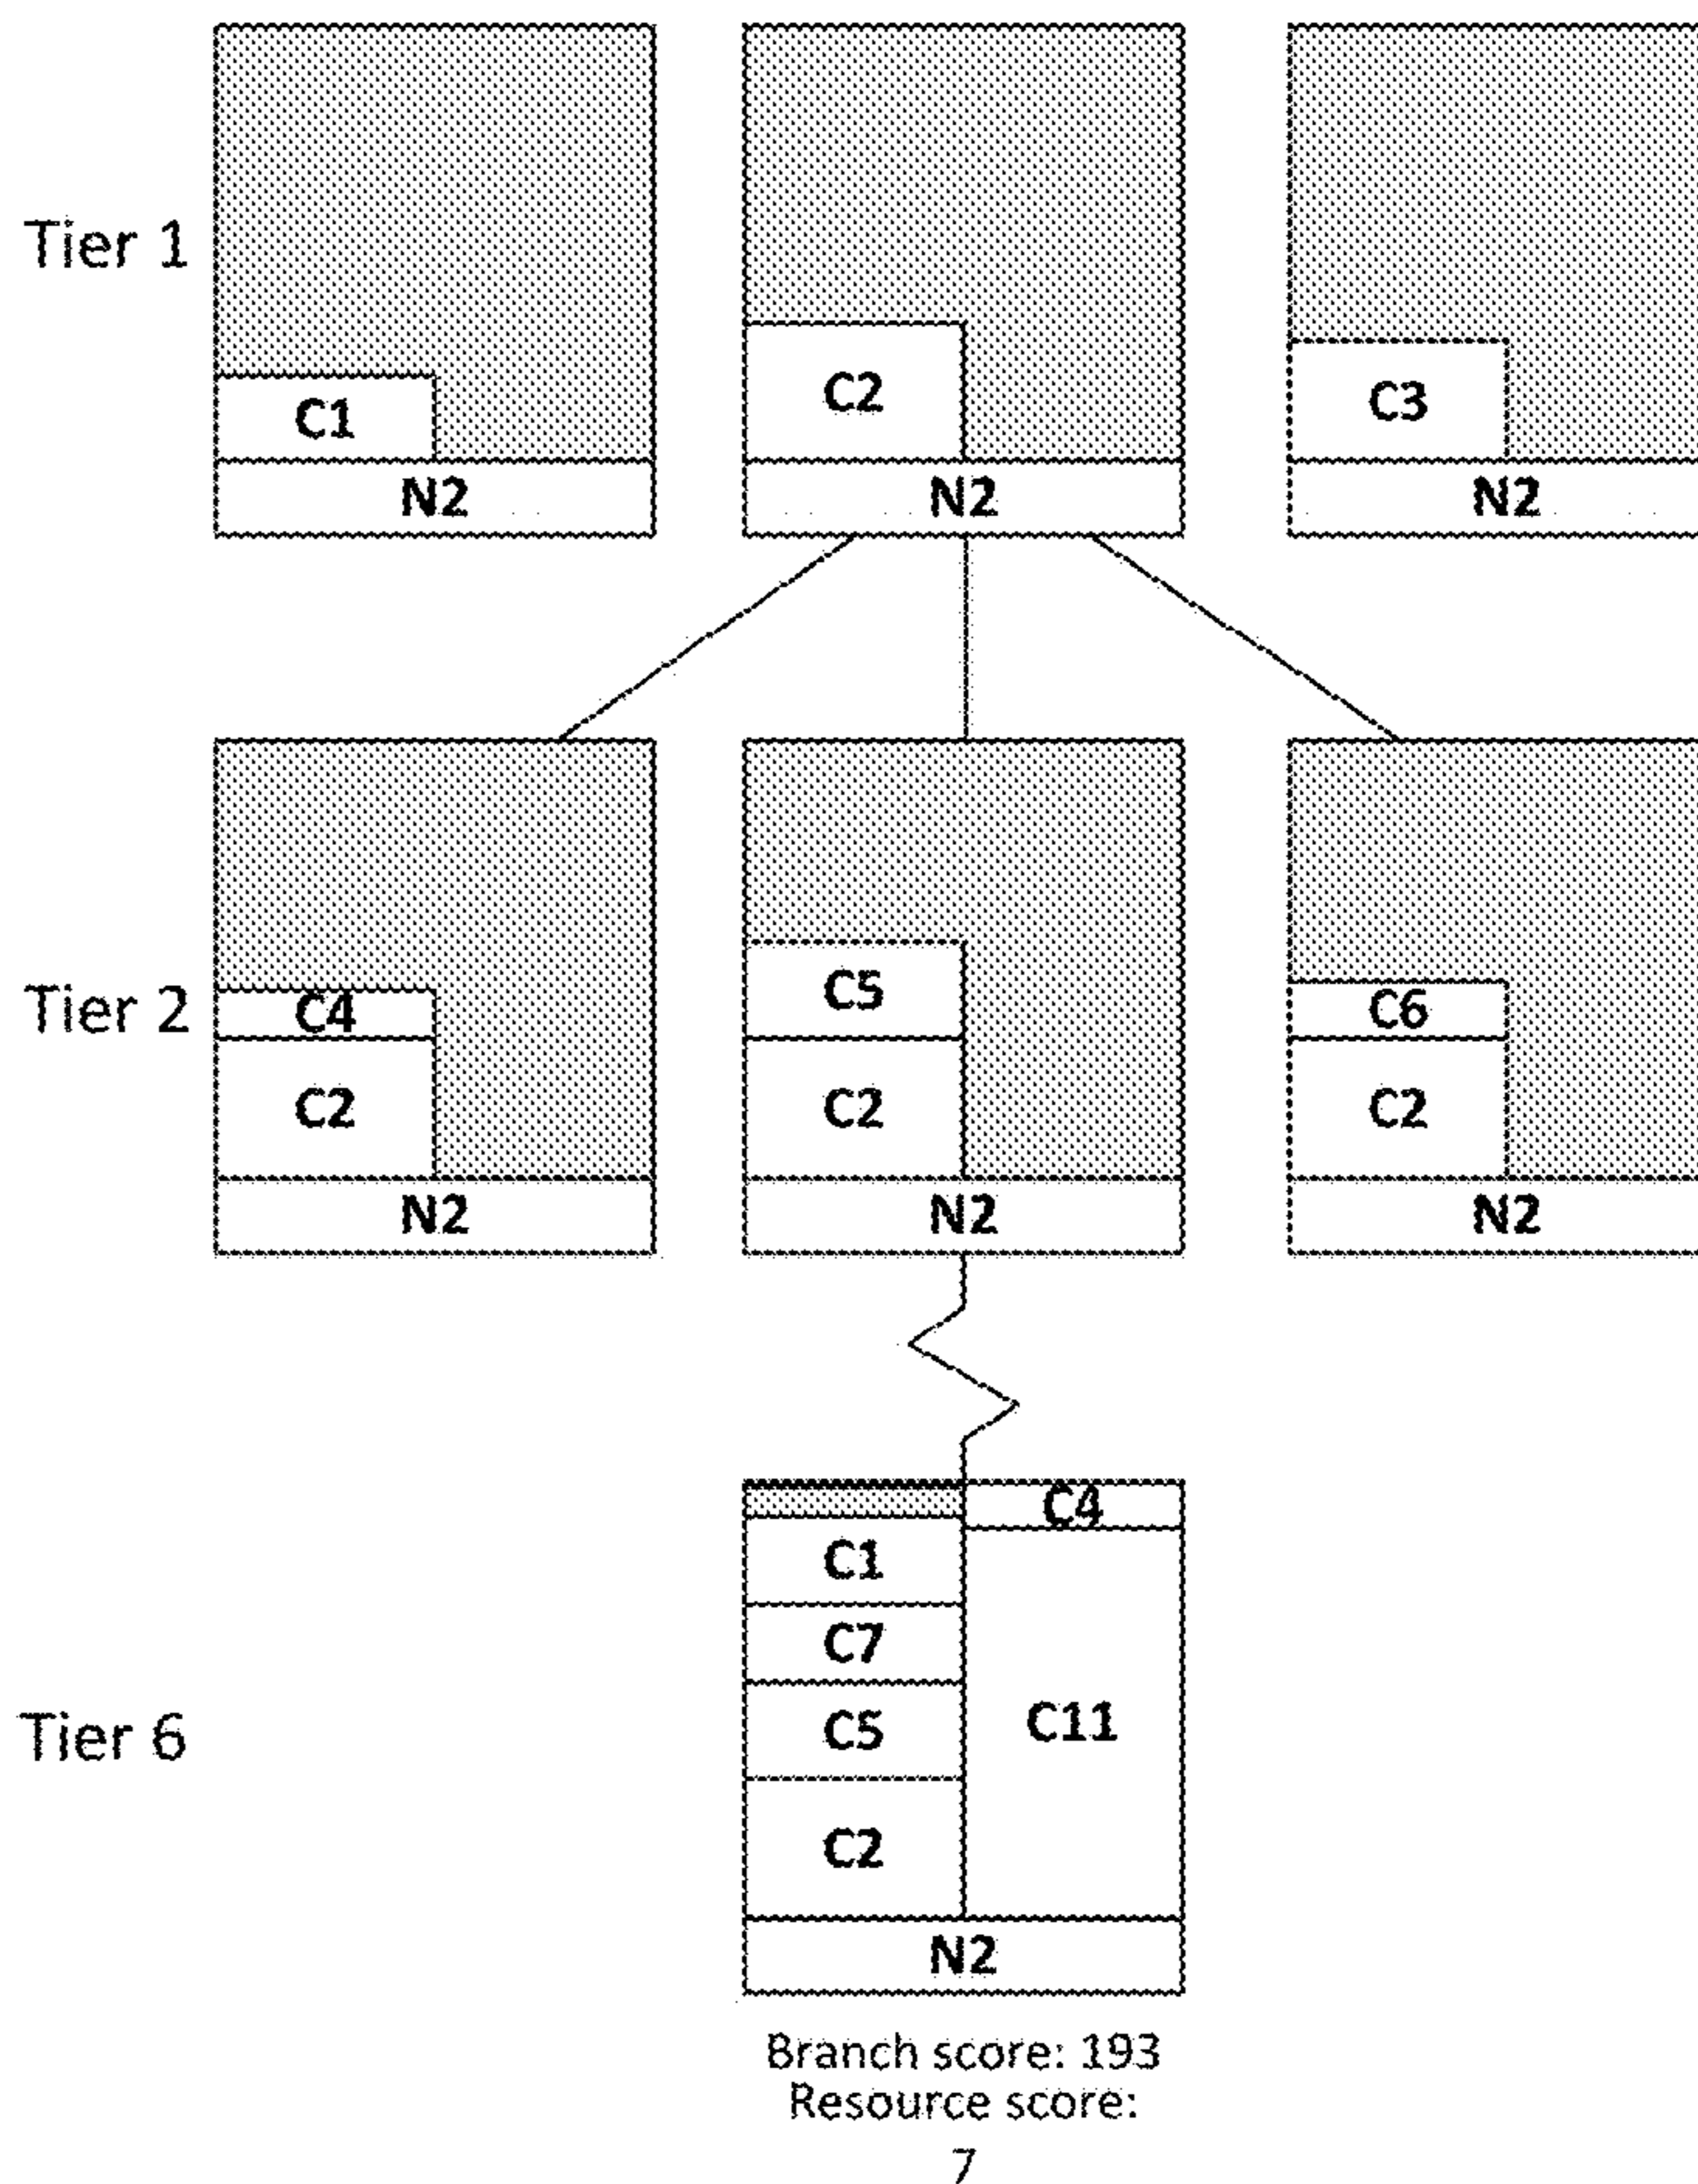 Tier 1
C1
C2
C3
N2
N2
N2
Tier 2
C4
C5
C6
C2
C2
C2
N2
N2
N2
Tier 6
C4
C1
C7
C5
C11
C2
N2
Branch score: 193
Resource score:
7